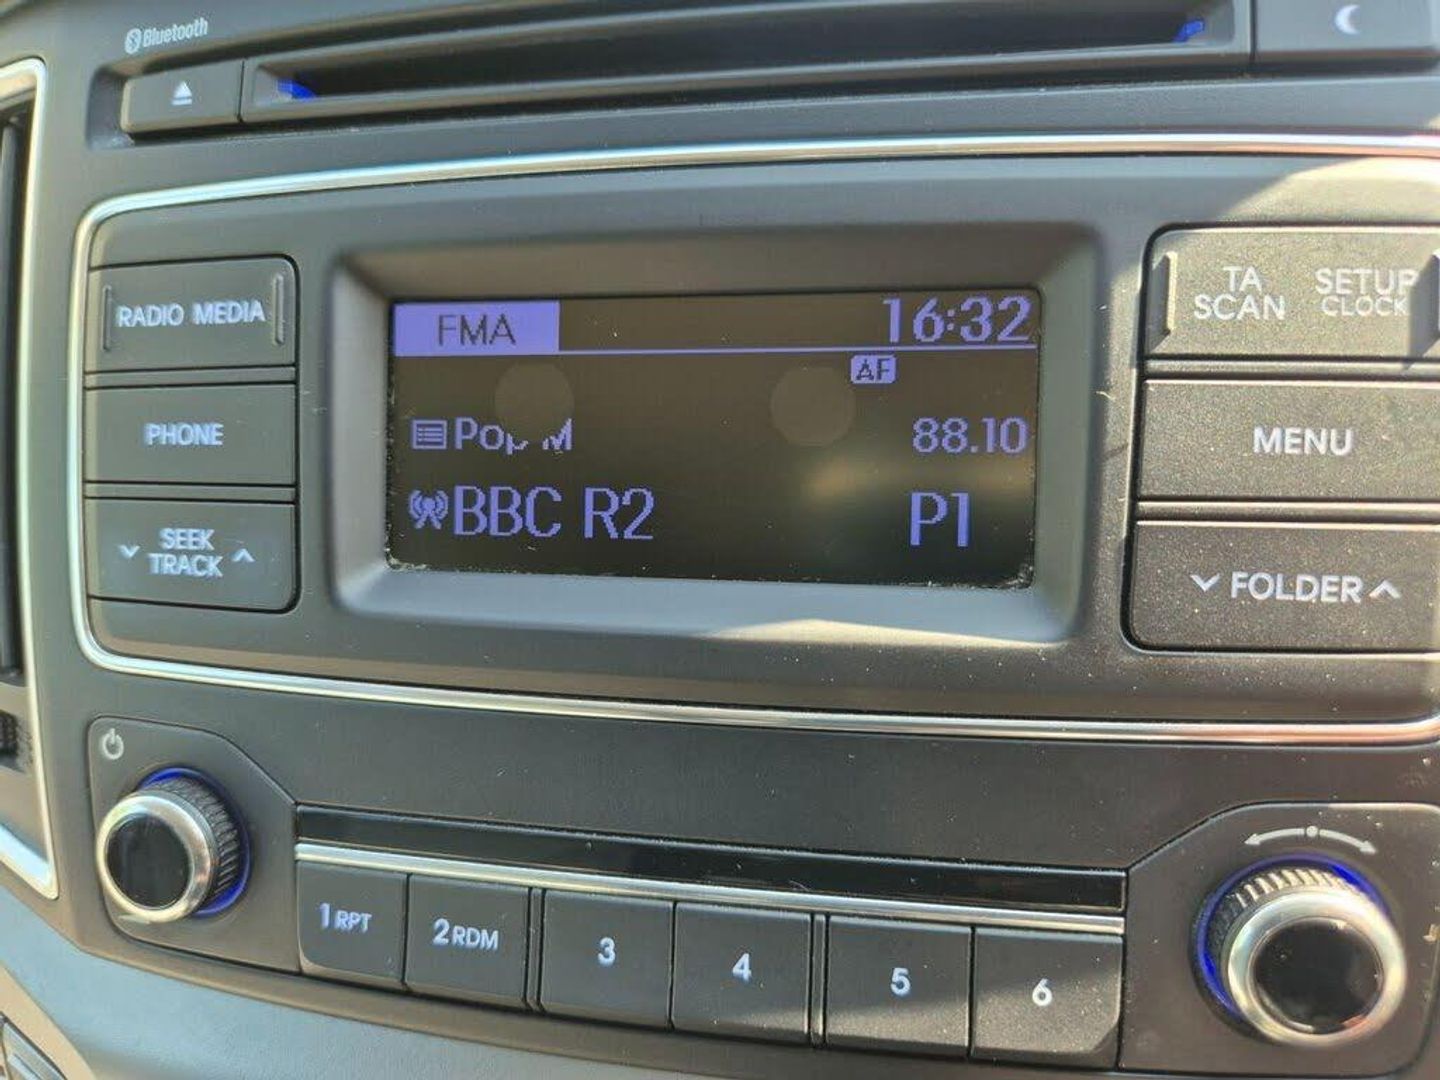 Bluetooth
RADIO MEDIA
PHONE
SEEK
TRACK
FMA 16:32
AF
Pop M 88.10
BBC R2 P1
TA
SCAN
SETUP
CLOCK
MENU
FOLDER
1 RPT
2 RDM
3
4
5
6